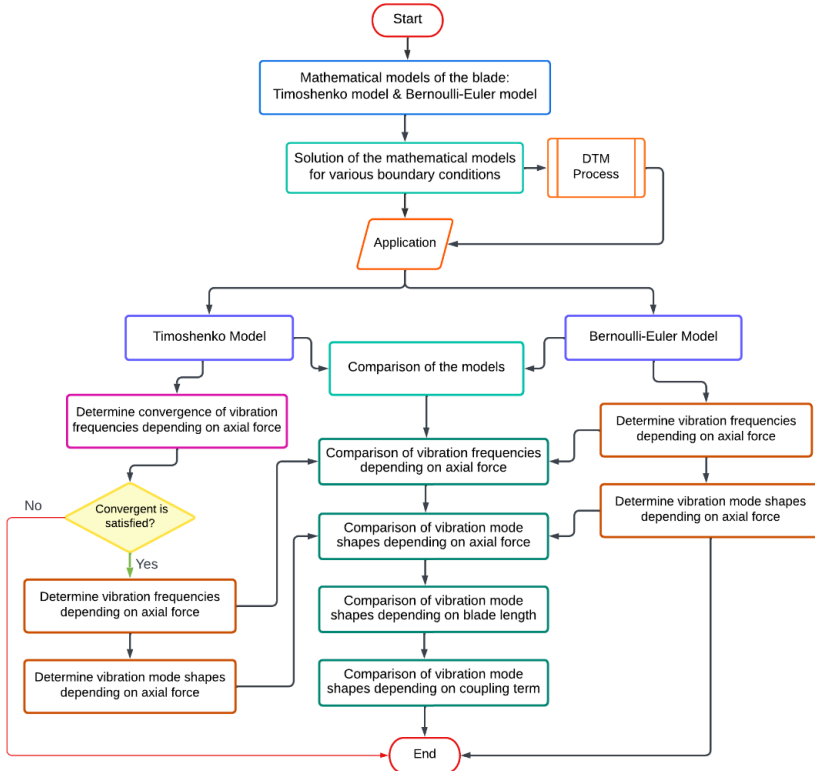 Start
Mathematical models of the blade:
Timoshenko model & Bernoulli-Euler model
Solution of the mathematical models
for various boundary conditions
DTM
Process
Application
Timoshenko Model
Bernoulli-Euler Model
Comparison of the models
Determine convergence of vibration
frequencies depending on axial force
Determine vibration frequencies
depending on axial force
Comparison of vibration frequencies
depending on axial force
No
Convergent is
satisfied?
Yes
Determine vibration mode shapes
depending on axial force
Comparison of vibration mode
shapes depending on axial force
Determine vibration frequencies
depending on axial force
Comparison of vibration mode
shapes depending on blade length
Determine vibration mode shapes
depending on axial force
Comparison of vibration mode
shapes depending on coupling term
End